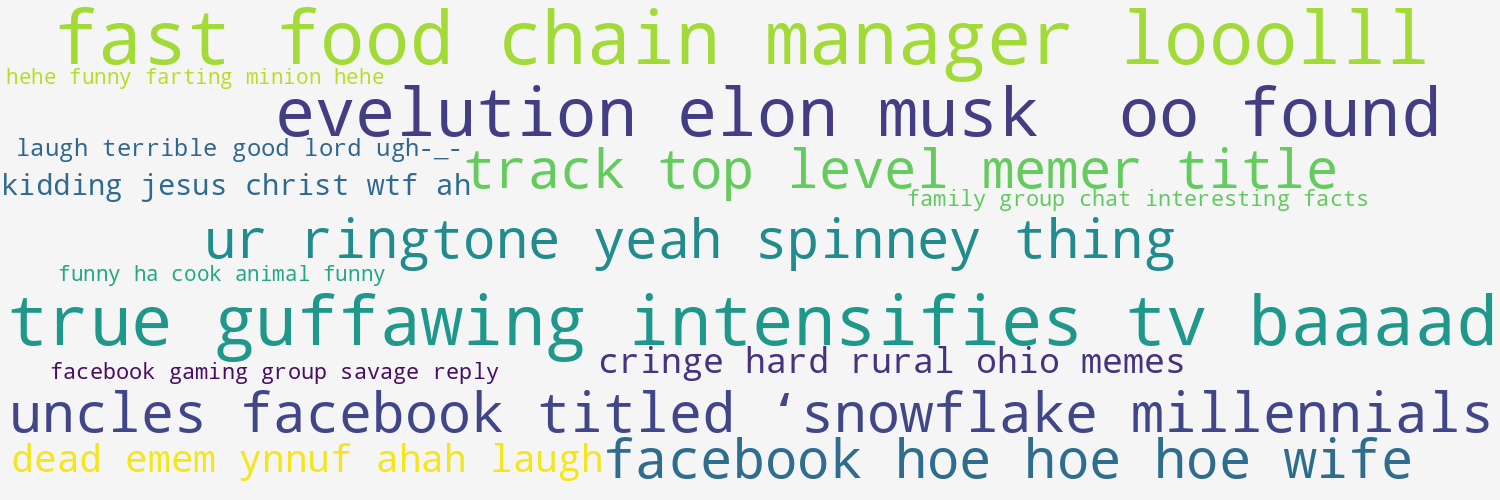 fast food chain manager looolll
hehe funny farting minion hehe
evelution elon musk  oo found
laugh terrible good lord ugh-_-
track top level memer title
kidding jesus christ wtf ah
family group chat interesting facts
ur ringtone yeah spinney thing
funny ha cook animal funny
true guffawing intensifies tv baaaad
cringe hard rural ohio memes
facebook gaming group savage reply
uncles facebook titled ‘snowflake millennials
dead emem ynnuf ahah laugh
facebook hoe hoe hoe wife